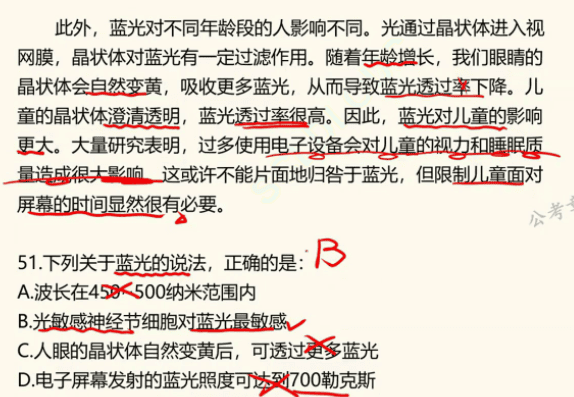 此外，蓝光对不同年龄段的人影响不同。光通过晶状体进入视
网膜，晶状体对蓝光有一定过滤作用。随着年龄增长，我们眼睛的
晶状体会自然变黄，吸收更多蓝光，从而导致蓝光透过率下降。儿
童的晶状体澄清透明，蓝光透过率很高。因此，蓝光对儿童的影响
更大。大量研究表明，过多使用电子设备会对儿童的视力和睡眠质
量造成很大影响。这或许不能片面地归咎于蓝光，但限制儿童面对
屏幕的时间显然很有必要。
公考
51.下列关于蓝光的说法，正确的是：B
A.波长在450~500纳米范围内
B.光敏感神经节细胞对蓝光最敏感
C.人眼的晶状体自然变黄后，可透过更多蓝光
D.电子屏幕发射的蓝光照度可达到700勒克斯